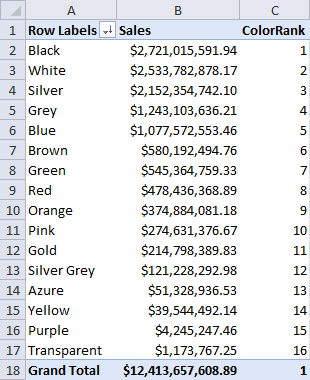 A B C
1 Row Labels Sales ColorRank
2 Black $2,721,015,591.94 1
3 White $2,533,782,878.17 2
4 Silver $2,152,354,742.10 3
5 Grey $1,243,103,636.21 4
6 Blue $1,077,572,553.46 5
7 Brown $580,192,494.76 6
8 Green $545,364,759.33 7
9 Red $478,436,368.89 8
10 Orange $374,884,081.18 9
11 Pink $274,631,376.67 10
12 Gold $214,798,389.83 11
13 Silver Grey $121,228,292.98 12
14 Azure $51,328,936.53 13
15 Yellow $39,544,492.14 14
16 Purple $4,245,247.46 15
17 Transparent $1,173,767.25 16
18 Grand Total $12,413,657,608.89 1